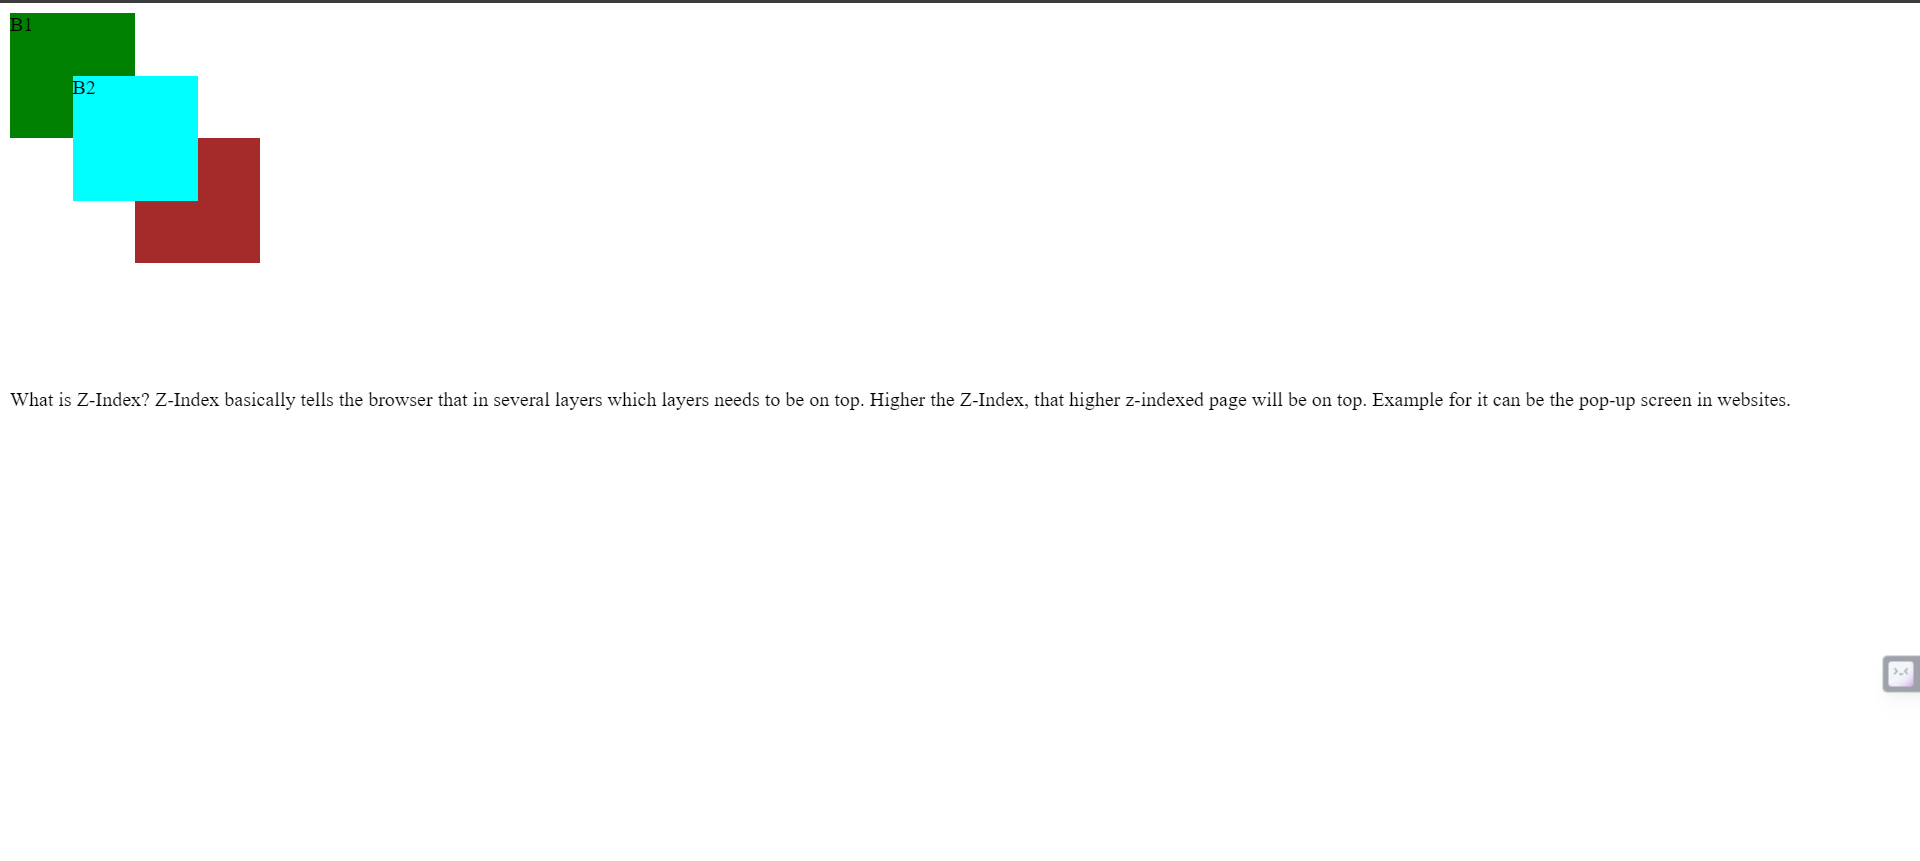 B1
B2
What is Z-Index? Z-Index basically tells the browser that in several layers which layers needs to be on top. Higher the Z-Index, that higher z-indexed page will be on top. Example for it can be the pop-up screen in websites.